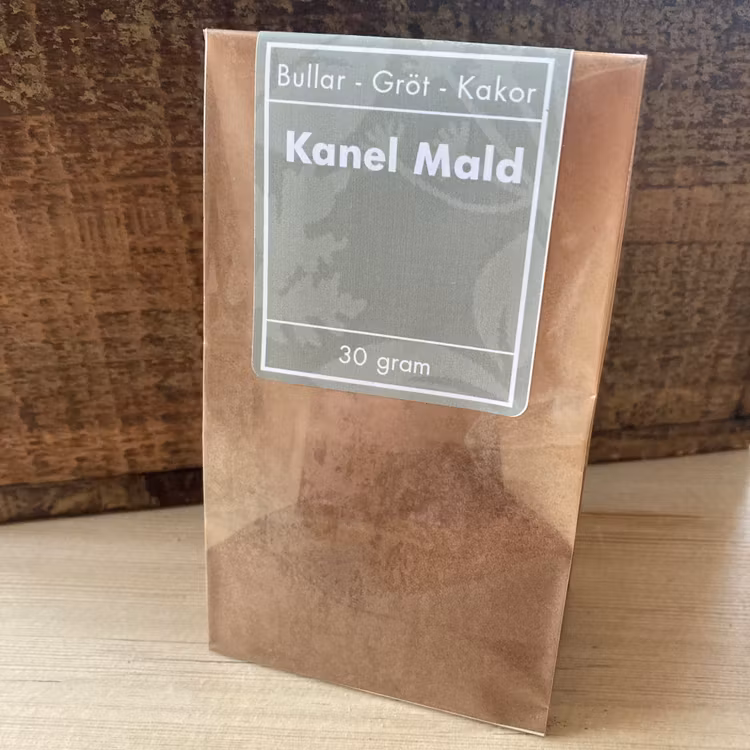 Bullar - Gröt - Kakor
Kanel Mald
30 gram